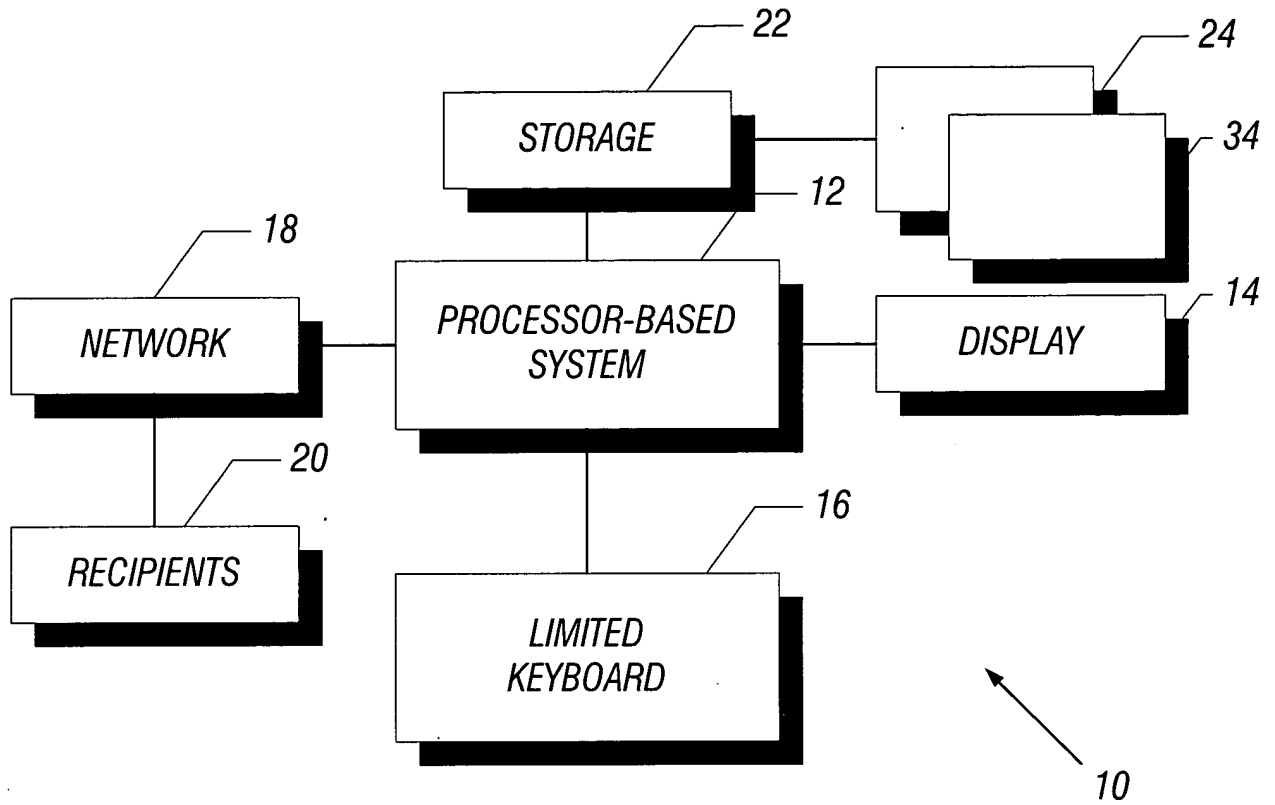 22
24
STORAGE
34
12
18
14
NETWORK
PROCESSOR-BASED
SYSTEM
DISPLAY
20
16
RECIPIENTS
LIMITED
KEYBOARD
10